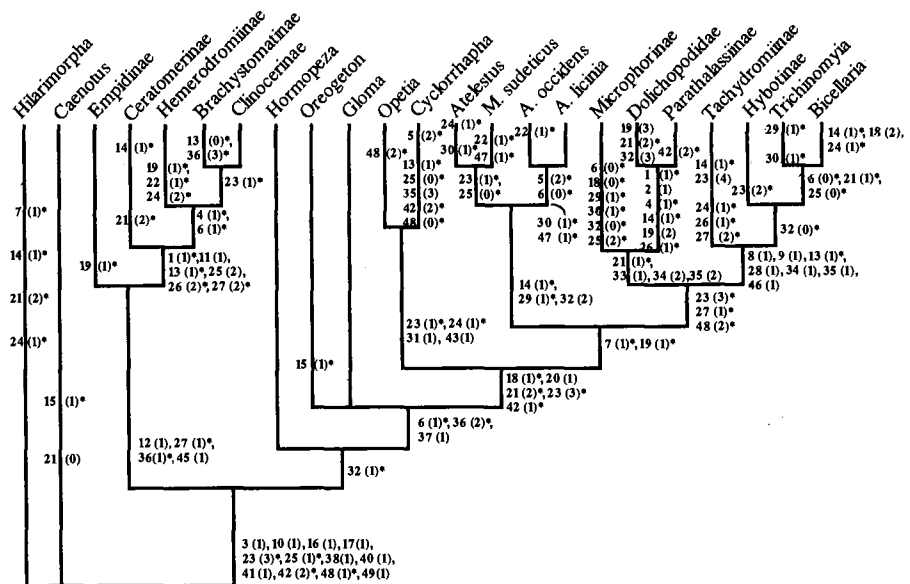 Hilarimorpha
Caenotus
Empidinae
Ceratomerinae
Hemerodromiinae
Brachystomatinae
Clinocerinae
Hormopeza
Oreogeton
Gloma
Opetia
Cyclorrhapha
Atelestus
M. sudeticus
A. occidens
A. licinia
Microphorinae
Dolichopodidae
Parathalassiinae
Tachydromiinae
Hybotinae
Trichinomyia
Bicellaria
7 (1)*
14 (1)*
21 (2)*
24 (1)*
15 (1)*
21 (0)
19 (1)*
14 (1)*
21 (2)*
19 (1)*,
22 (1)*
24 (2)*
13 (0)*,
36 (3)*
23 (1)*
4 (1)*,
6 (1)*
1 (1)*, 11 (1),
13 (1)*, 25 (2),
26 (2)*, 27 (2)*
12 (1), 27 (1)*,
36(1)*, 45 (1)
15 (1)*
48 (2)*
5 (2)*
13 (1)*
25 (0)*
35 (3)
42 (2)
48 (0)*
24 (1)*
30 (1)*
22 (1)*
47 (1)*
23 (1)*,
25 (0)*
22 (1)*
5 (2)*
6 (0)*
30 (1)*
47 (1)*
14 (1)*,
29 (1)*, 32 (2)
23 (1)*, 24 (1)*
31 (1), 43(1)
6 (0)*
18 (0)*
29 (1)*
36 (1)*
32 (0)*
25 (2)*
19 (3)
21 (2)*
32 (3)
42 (2)*
1 (1)
2 (1)
4 (1)*
14 (1)*
19 (2)
26 (1)*
21 (1)*,
33 (1), 34 (2), 35 (2)
14 (1)*
23 (4)
24 (1)*
26 (1)*
27 (2)*
23 (2)*
29 (1)*
30 (1)*
14 (1)*, 18 (2),
24 (1)*
6 (0)*, 21 (1)*,
25 (0)*
32 (0)*
8 (1), 9 (1), 13 (1)*,
28 (1), 34 (1), 35 (1),
46 (1)
23 (3)*
27 (1)*
48 (2)*
7 (1)*, 19 (1)*
18 (1)*, 20 (1)
21 (2)*, 23 (3)*
42 (1)*
6 (1)*, 36 (2)*,
37 (1)
32 (1)*
3 (1), 10 (1), 16 (1), 17(1),
23 (3)*, 25 (1)*, 38(1), 40 (1),
41 (1), 42 (2)*, 48 (1)*, 49(1)